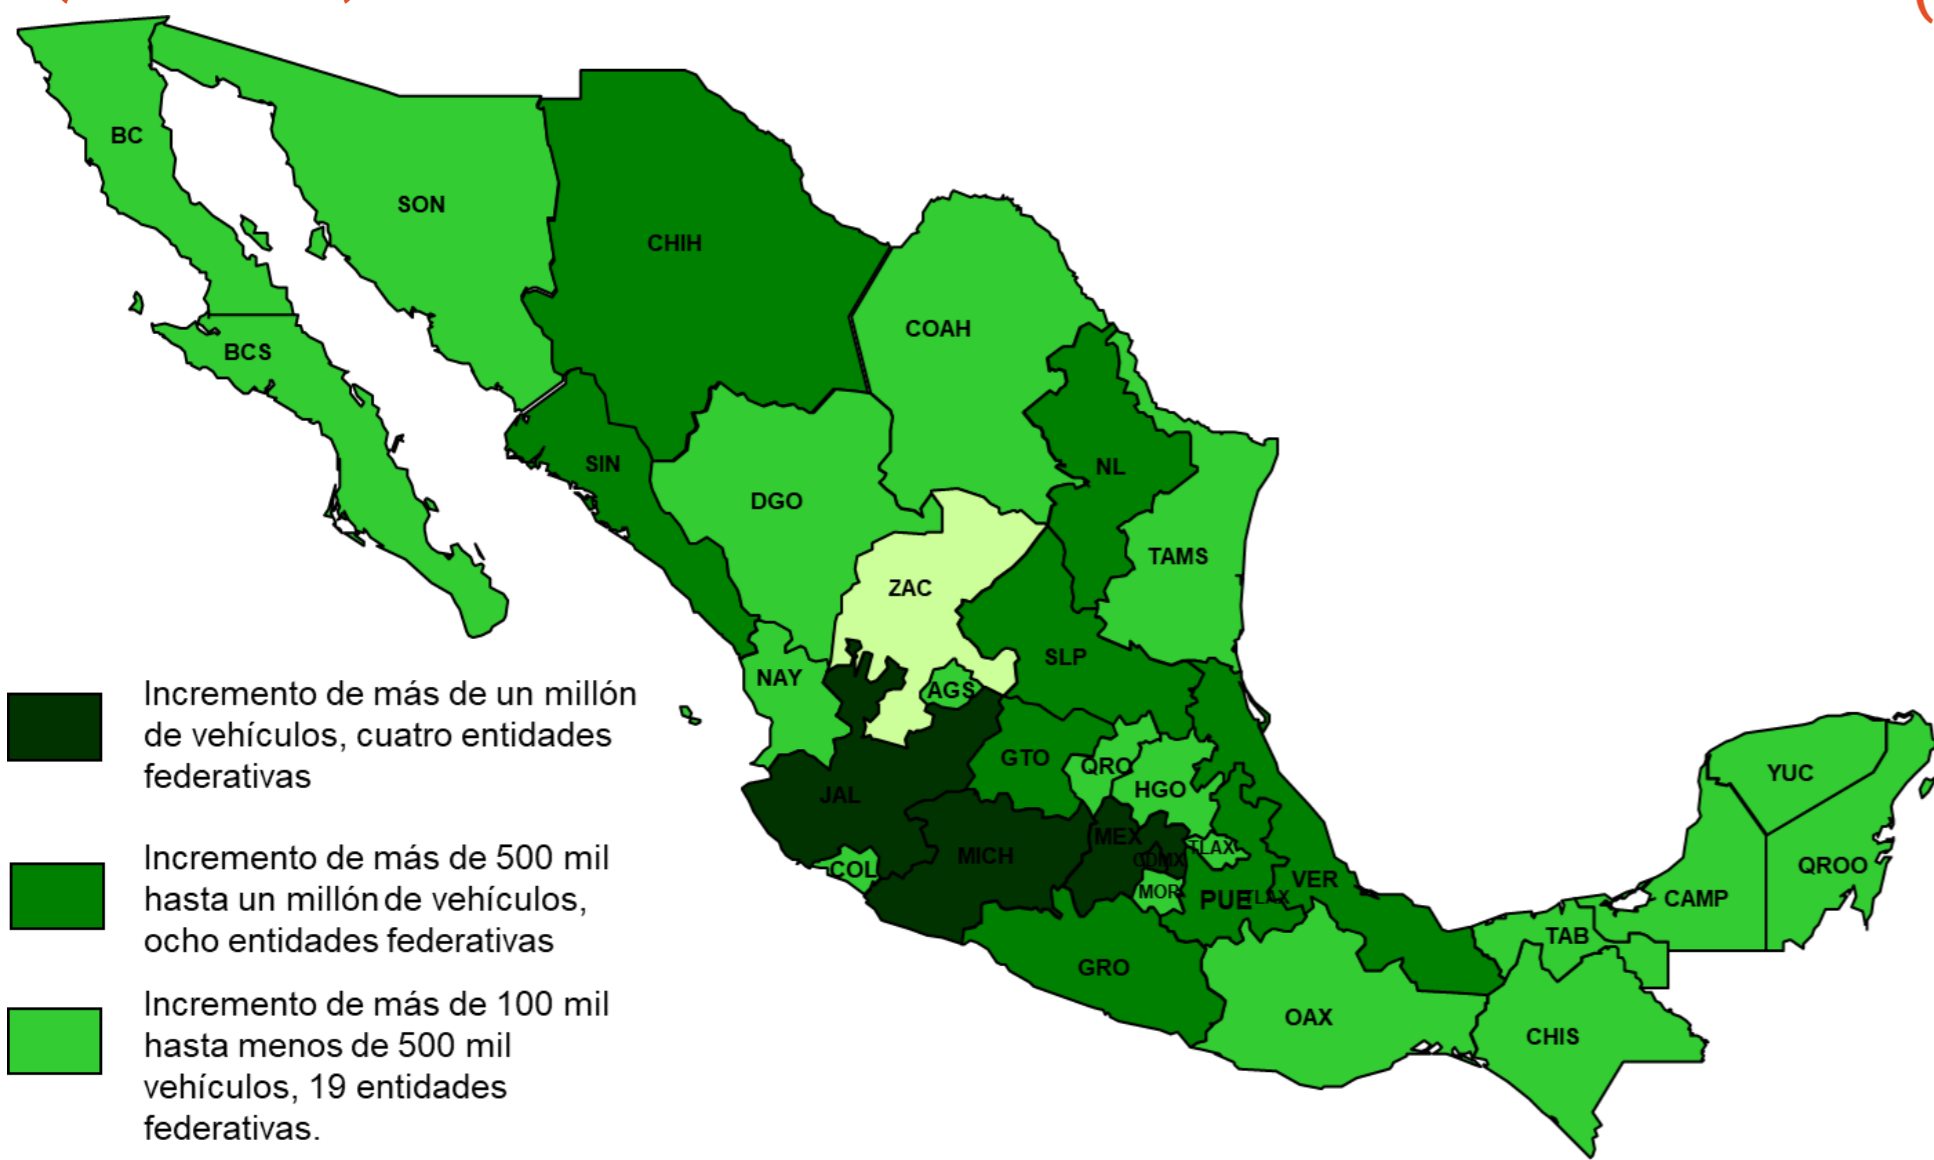 BC
SON
CHIH
COAH
BCS
NL
SIN
DGO
TAMS
ZAC
SLP
NAY
AGS
GTO
QRO
HGO
JAL
MEX
TLAX
MICH
CDMX
COL
MOR
PUE
TLAX
VER
GRO
OAX
TAB
CHIS
CAMP
YUC
QROO
Incremento de más de un millón
de vehículos, cuatro entidades
federativas
Incremento de más de 500 mil
hasta un millón de vehículos,
ocho entidades federativas
Incremento de más de 100 mil
hasta menos de 500 mil
vehículos, 19 entidades
federativas.